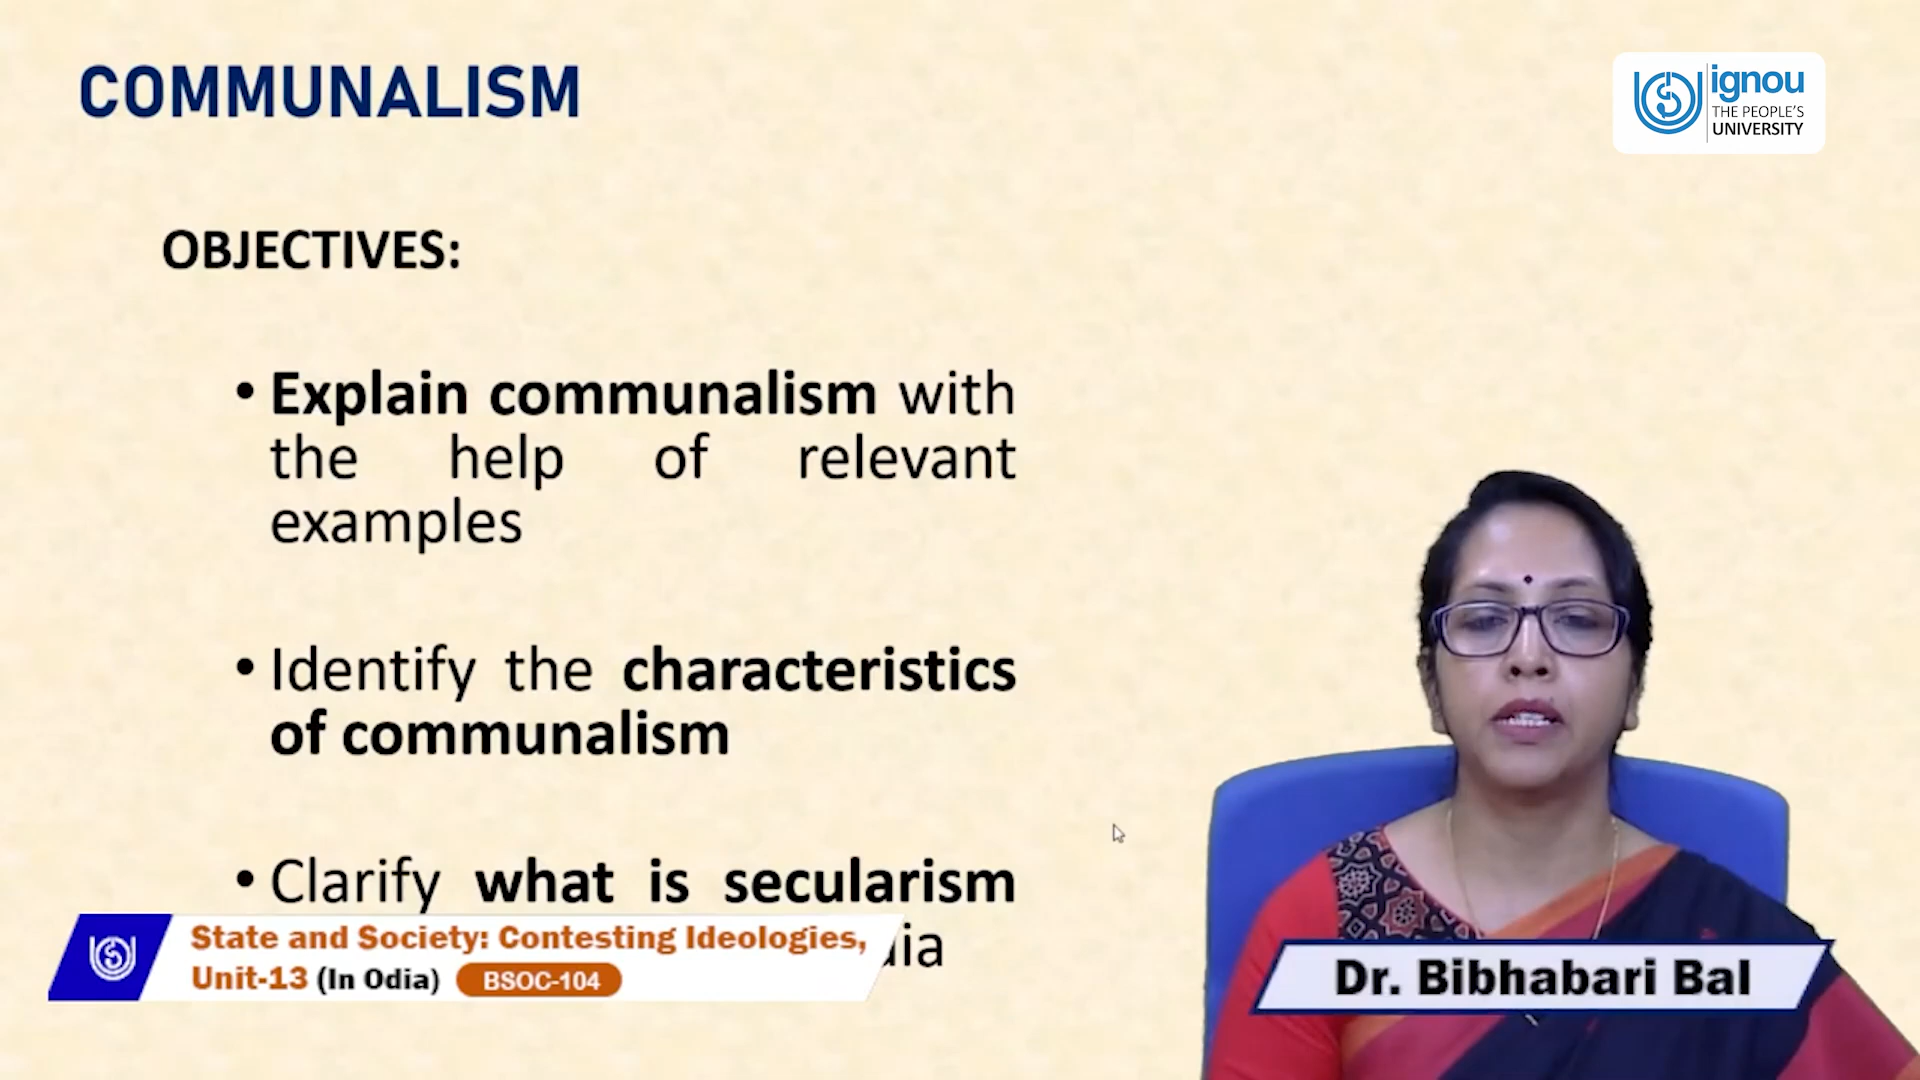 COMMUNALISM
ignou
THE PEOPLE'S
UNIVERSITY
OBJECTIVES:
• Explain communalism with
the help of relevant
examples
• Identify the characteristics
of communalism
• Clarify what is secularism
State and Society: Contesting Ideologies,
Unit-13 (In Odia) BSOC-104
Dr. Bibhabari Bal